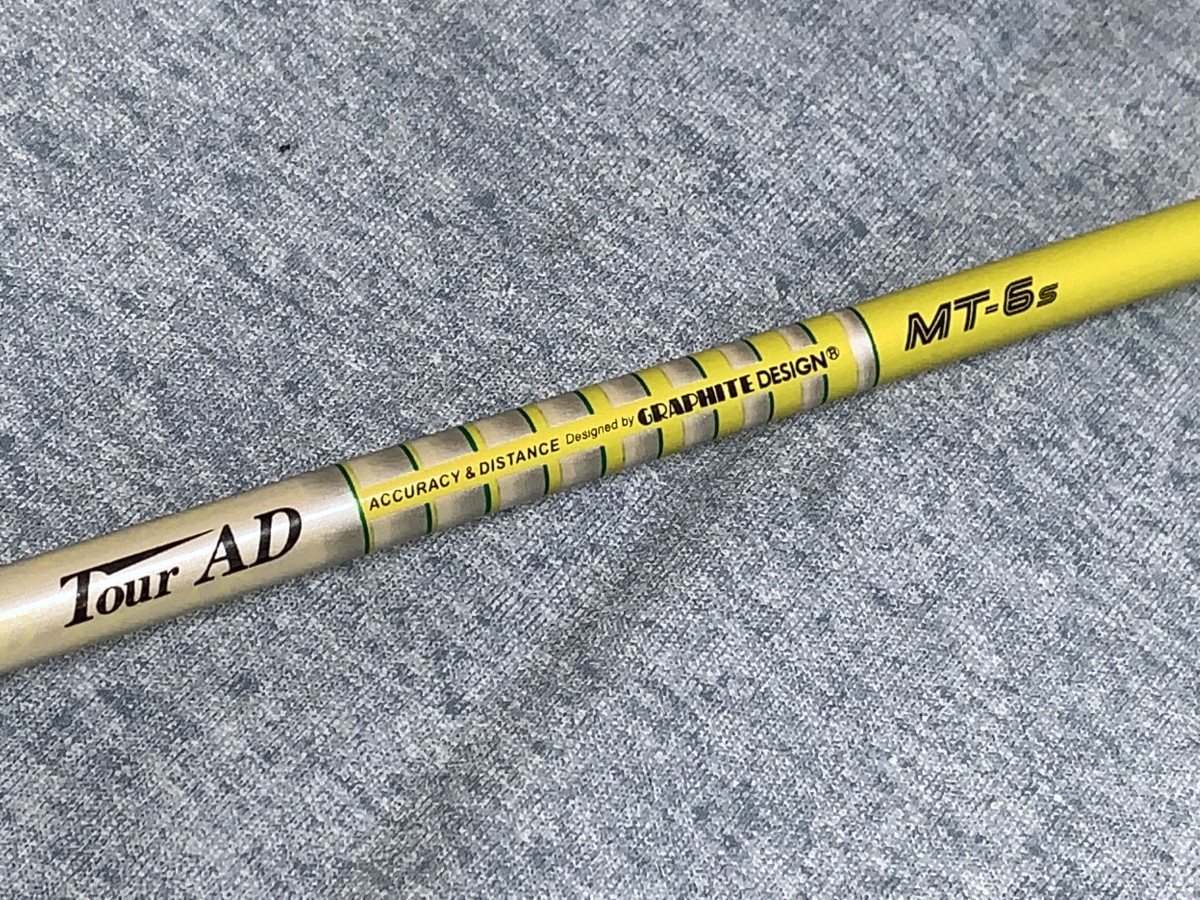 Tour AD
ACCURACY & DISTANCE Designed by GRAPHITE DESIGN®
MT-6s